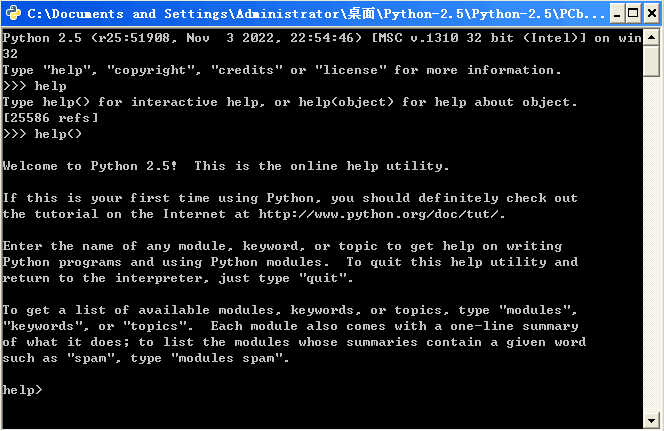 C:\Documents and Settings\Administrator\桌面\Python-2.5\Python-2.5\PCb...
Python 2.5 (r25:51908, Nov  3 2022, 22:54:46) [MSC v.1310 32 bit (Intel)] on win
32
Type "help", "copyright", "credits" or "license" for more information.
>>> help
Type help() for interactive help, or help(object) for help about object.
[25586 refs]
>>> help()
Welcome to Python 2.5!  This is the online help utility.
If this is your first time using Python, you should definitely check out
the tutorial on the Internet at http://www.python.org/doc/tut/.
Enter the name of any module, keyword, or topic to get help on writing
Python programs and using Python modules.  To quit this help utility and
return to the interpreter, just type "quit".
To get a list of available modules, keywords, or topics, type "modules",
"keywords", or "topics".  Each module also comes with a one-line summary
of what it does; to list the modules whose summaries contain a given word
such as "spam", type "modules spam".
help>